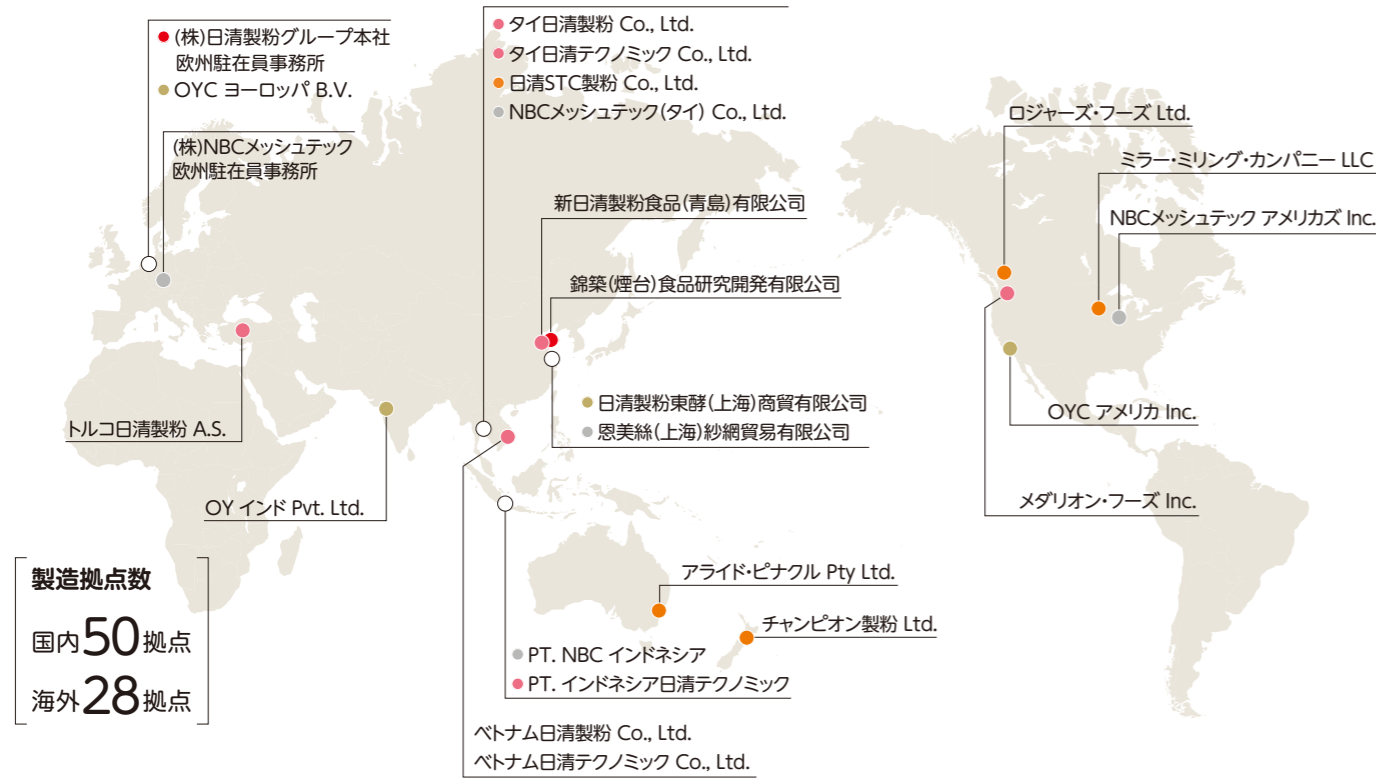 (株)日清製粉グループ本社
欧州駐在員事務所
OYC ヨーロッパ B.V.
(株)NBCメッシュテック
欧州駐在員事務所
タイ日清製粉 Co., Ltd.
タイ日清テクノミック Co., Ltd.
日清STC製粉 Co., Ltd.
NBCメッシュテック(タイ) Co., Ltd.
ロジャーズ・フーズ Ltd.
ミラー・ミリング・カンパニー LLC
NBCメッシュテック アメリカズ Inc.
新日清製粉食品(青島)有限公司
錦築(煙台)食品研究開発有限公司
日清製粉東酵(上海)商貿有限公司
恩美絲(上海)紗網貿易有限公司
トルコ日清製粉 A.S.
OY インド Pvt. Ltd.
OYC アメリカ Inc.
メダリオン・フーズ Inc.
アライド・ピナクル Pty Ltd.
チャンピオン製粉 Ltd.
PT. NBC インドネシア
PT. インドネシア日清テクノミック
ベトナム日清製粉 Co., Ltd.
ベトナム日清テクノミック Co., Ltd.
製造拠点数
国内50拠点
海外28拠点